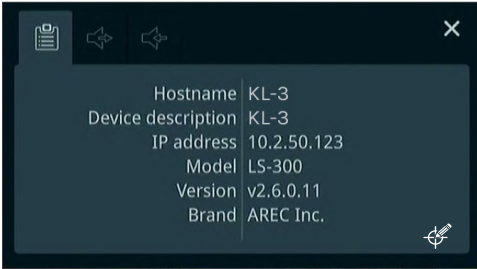 Hostname KL-3
Device description KL-3
IP address 10.2.50.123
Model LS-300
Version v2.6.0.11
Brand AREC Inc.